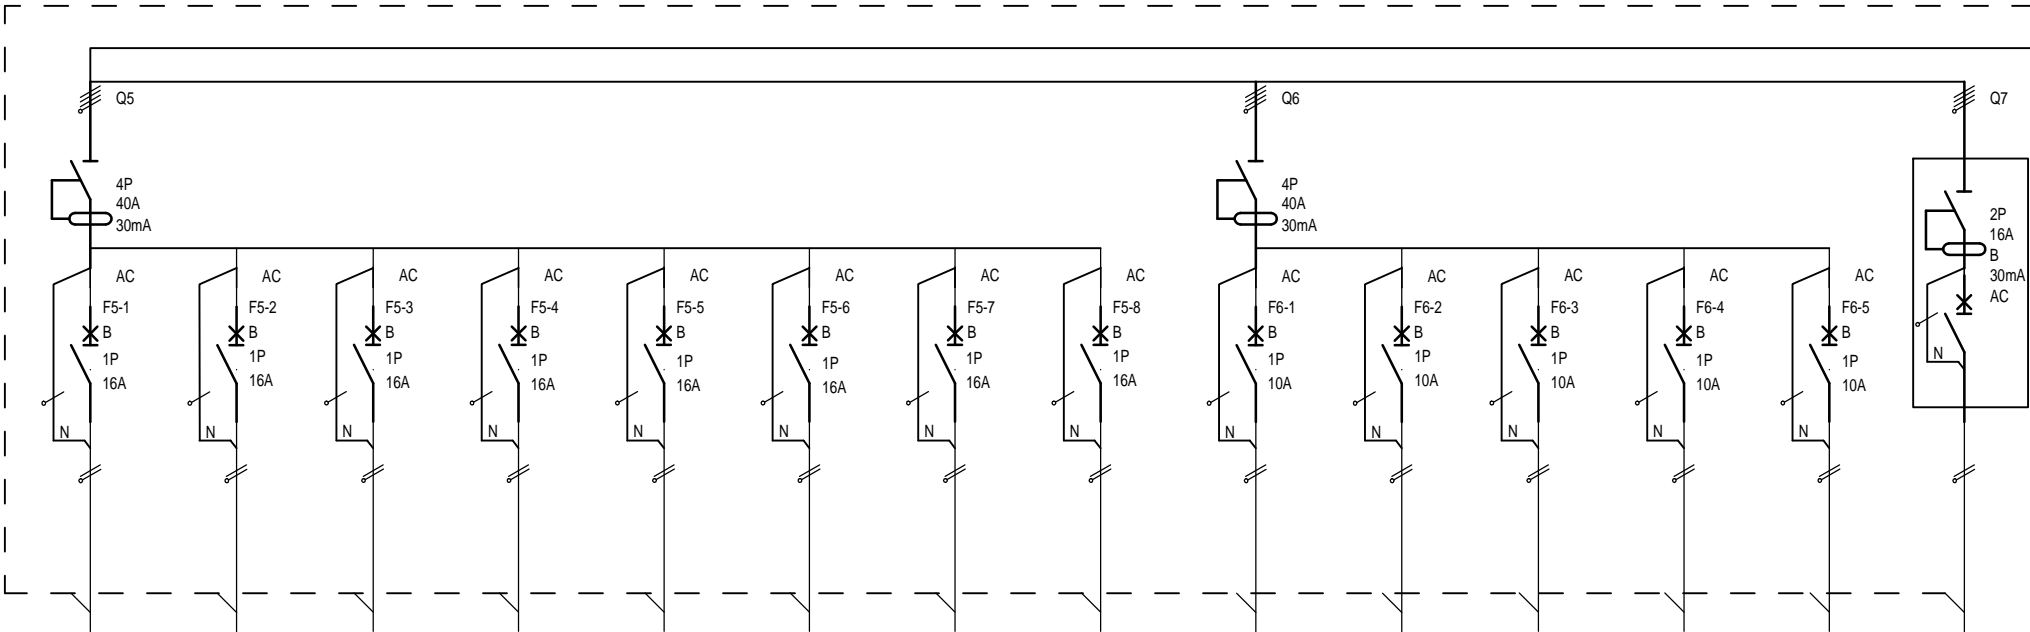 Q5
Q6
Q7
4P
40A
30mA
4P
40A
30mA
2P
16A
B
30mA
AC
AC
F5-1
B
1P
16A
N
AC
F5-2
B
1P
16A
N
AC
F5-3
B
1P
16A
N
AC
F5-4
B
1P
16A
N
AC
F5-5
B
1P
16A
N
AC
F5-6
B
1P
16A
N
AC
F5-7
B
1P
16A
N
AC
F5-8
B
1P
16A
N
AC
F6-1
B
1P
10A
N
AC
F6-2
B
1P
10A
N
AC
F6-3
B
1P
10A
N
AC
F6-4
B
1P
10A
N
AC
F6-5
B
1P
10A
N
N